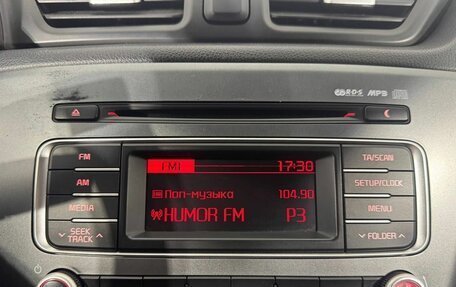 RDS MP3
FM
AM
MEDIA
SEEK
TRACK
FM1 17:30
Поп-музыка 104.90
HUMOR FM P3
TA/SCAN
SETUP/CLOCK
MENU
FOLDER